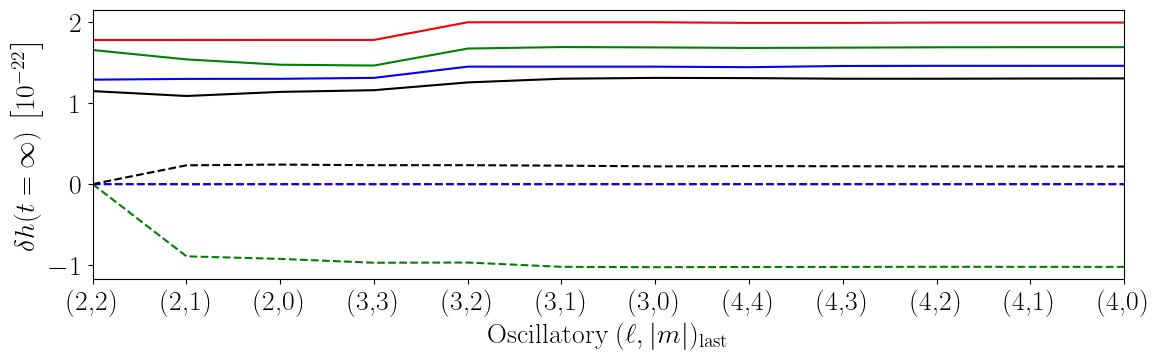 δh(t = ∞) [10⁻²²]
2
1
0
−1
(2,2) (2,1) (2,0) (3,3) (3,2) (3,1) (3,0) (4,4) (4,3) (4,2) (4,1) (4,0)
Oscillatory (ℓ, |m|)last